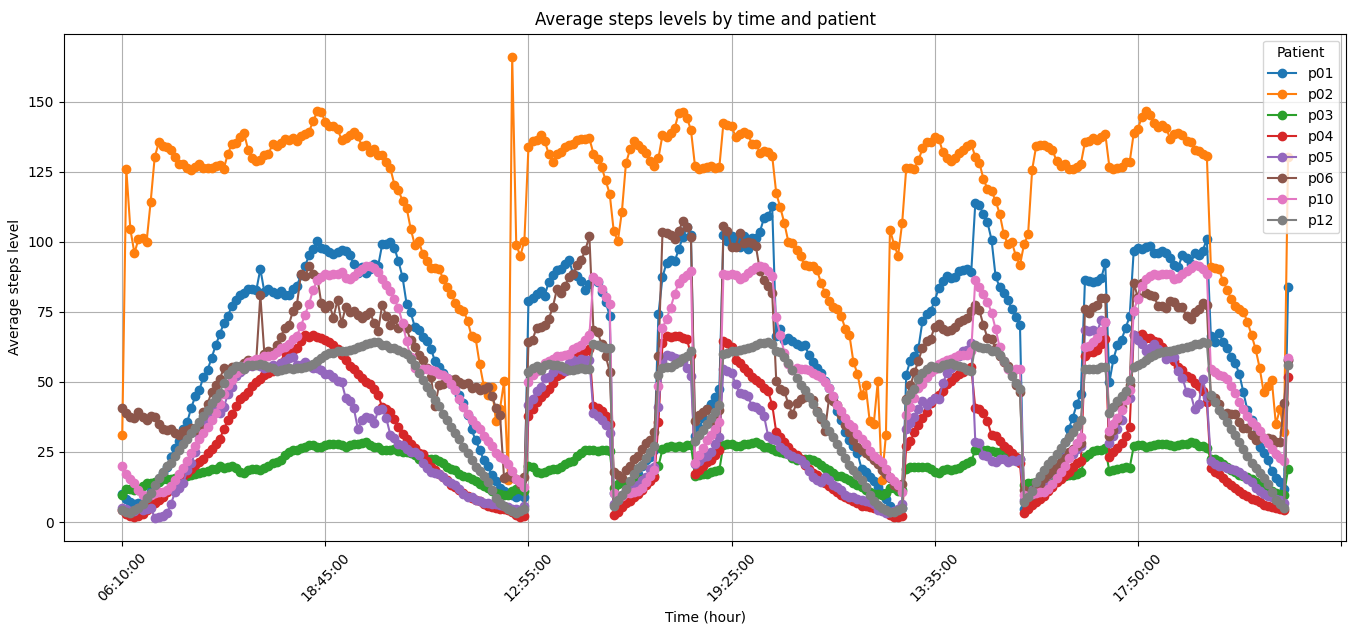 Average steps levels by time and patient
Average steps level
150
125
100
75
50
25
0
06:10:00
18:45:00
12:55:00
19:25:00
13:35:00
17:50:00
Time (hour)
Patient
p01
p02
p03
p04
p05
p06
p10
p12